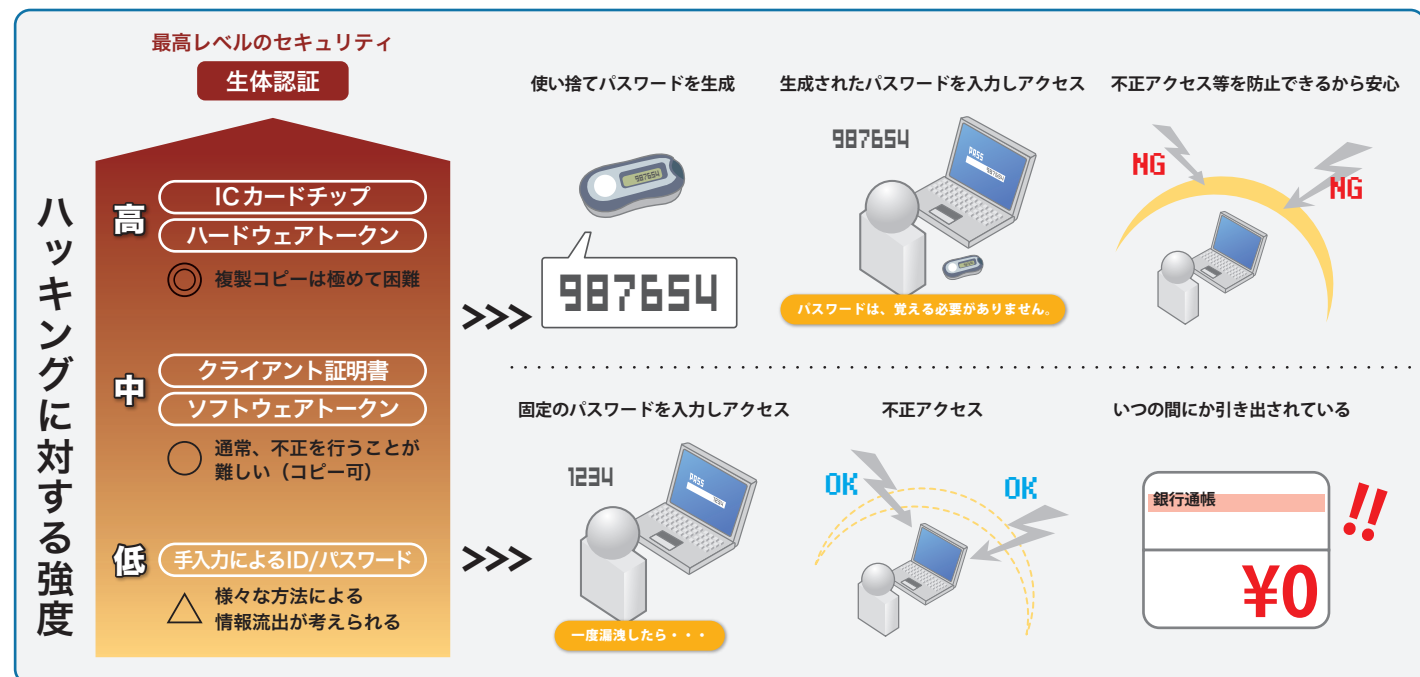 ハッキングに対する強度
最高レベルのセキュリティ
生体認証
高
ICカードチップ
ハードウェアトークン
◎ 複製コピーは極めて困難
中
クライアント証明書
ソフトウェアトークン
○ 通常、不正を行うことが
難しい（コピー可）
低
手入力によるID/パスワード
△ 様々な方法による
情報流出が考えられる
>>>
使い捨てパスワードを生成
987654
987654
生成されたパスワードを入力しアクセス
987654
PASS
987654
パスワードは、覚える必要がありません。
不正アクセス等を防止できるから安心
NG
NG
>>>
固定のパスワードを入力しアクセス
1234
PASS
1234
一度漏洩したら・・・
不正アクセス
OK
OK
いつの間にか引き出されている
銀行通帳
¥0
!!